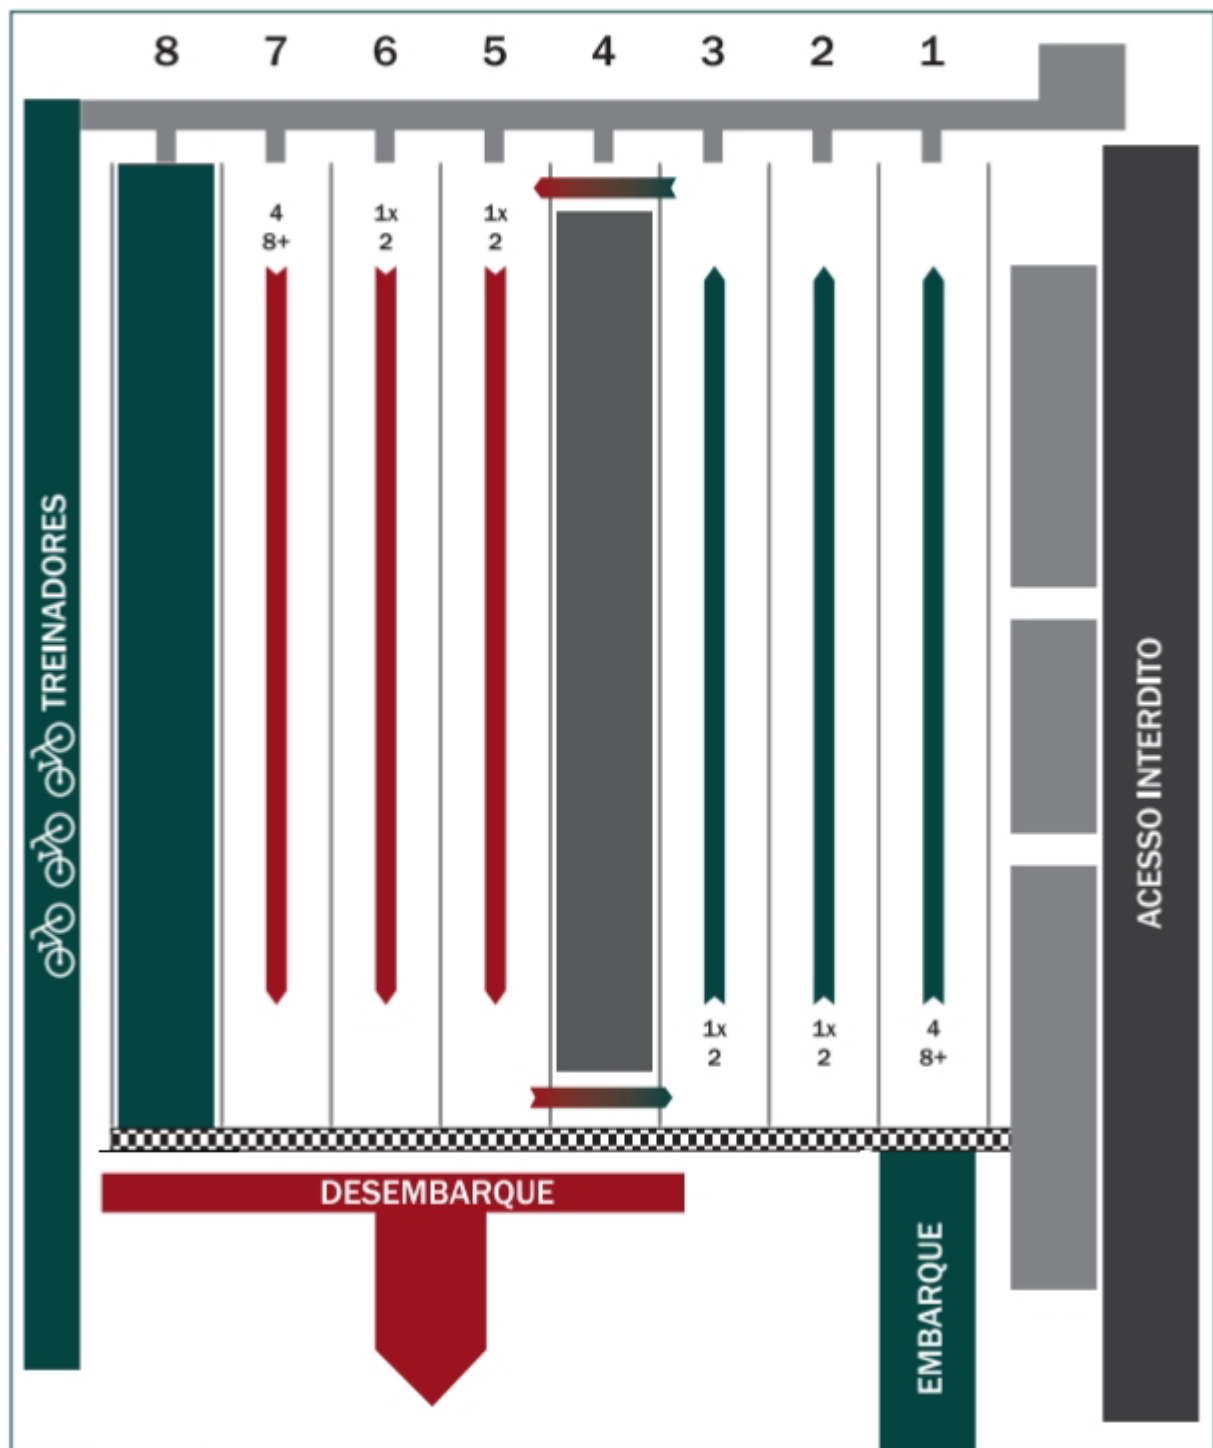 8 7 6 5 4 3 2 1
4 1x 1x
8+ 2 2
TREINADORES
ACESSO INTERDITO
1x 1x 4
2 2 8+
DESEMBARQUE
EMBARQUE